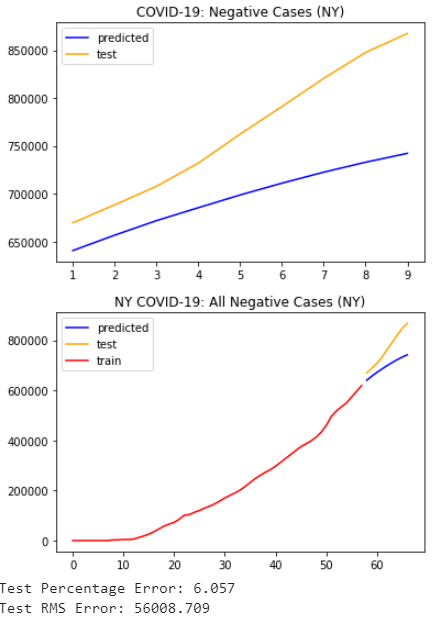 COVID-19: Negative Cases (NY)
predicted
test
850000
800000
750000
700000
650000
1 2 3 4 5 6 7 8 9
NY COVID-19: All Negative Cases (NY)
predicted
test
train
800000
600000
400000
200000
0
0 10 20 30 40 50 60
Test Percentage Error: 6.057
Test RMS Error: 56008.709